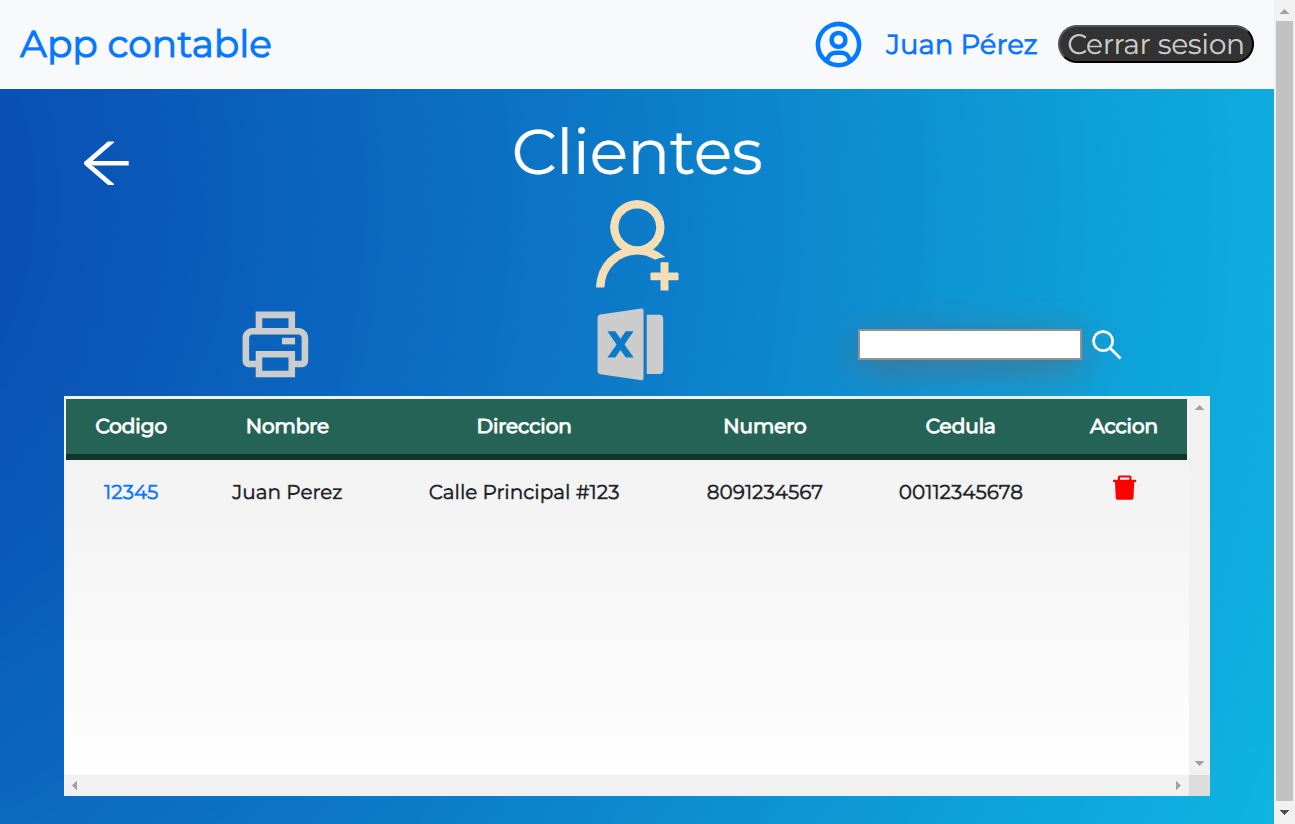 App contable
Juan Pérez Cerrar sesion
Clientes
X
Codigo Nombre Direccion Numero Cedula Accion
12345 Juan Perez Calle Principal #123 8091234567 00112345678